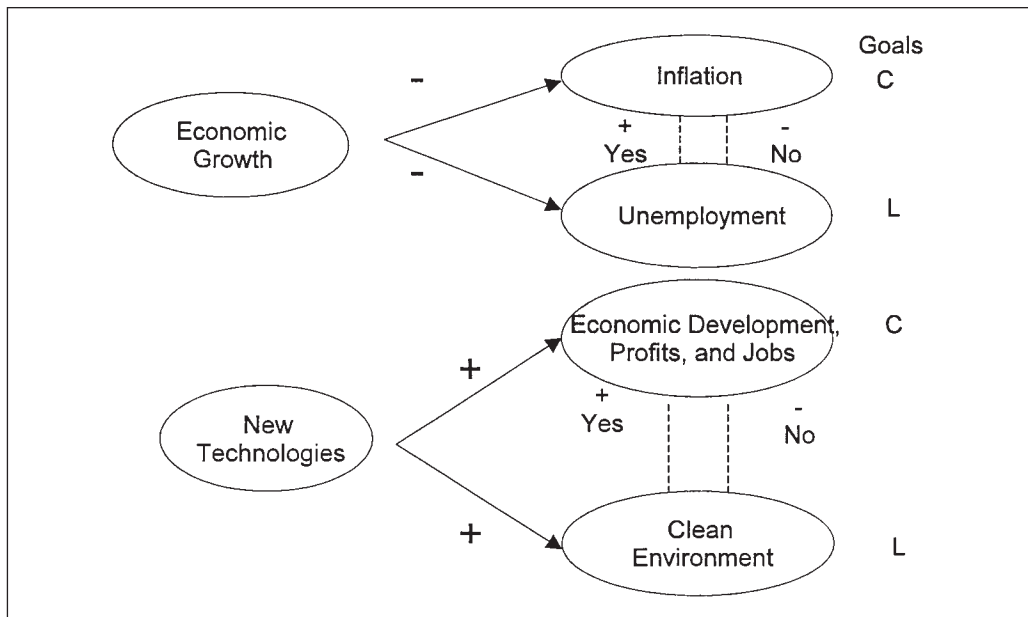 Goals
Inflation
C
-
Economic
Growth
+
Yes
-
No
-
Unemployment
L
Economic Development,
Profits, and Jobs
C
+
+
Yes
-
No
New
Technologies
+
Clean
Environment
L